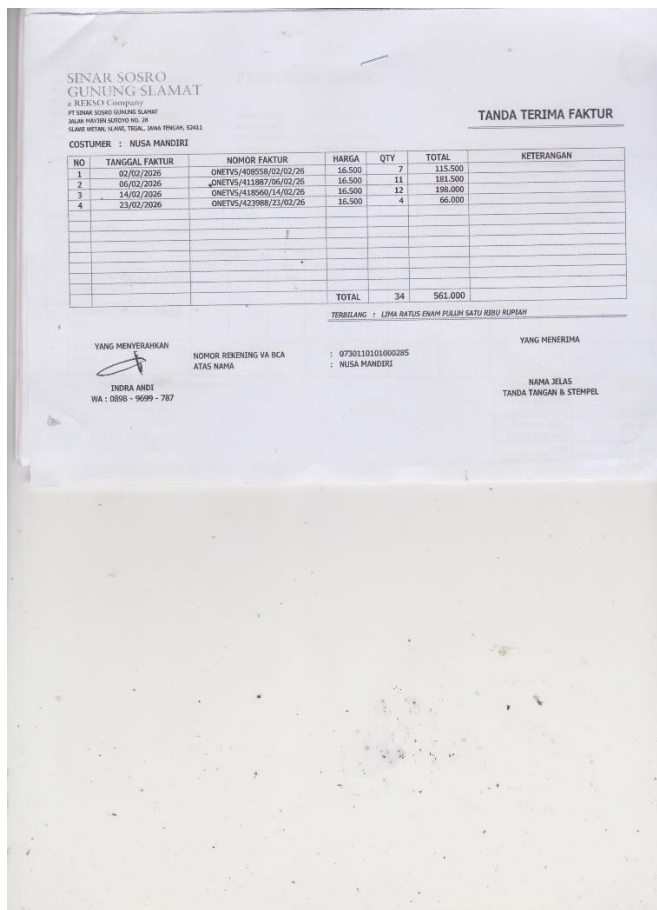 SINAR SOSRO
GUNUNG SLAMAT
a REKSO Company
PT SINAR SOSRO GUNUNG SLAMAT
JALAN MAYJEN SUTOYO NO. 28
SLAWI WETAN, SLAWI, TEGAL, JAWA TENGAH, 52411
TANDA TERIMA FAKTUR
COSTUMER : NUSA MANDIRI
NO TANGGAL FAKTUR NOMOR FAKTUR HARGA QTY TOTAL KETERANGAN
1 02/02/2026 ONETVS/408558/02/02/26 16.500 7 115.500
2 06/02/2026 ONETVS/411887/06/02/26 16.500 11 181.500
3 14/02/2026 ONETVS/418560/14/02/26 16.500 12 198.000
4 23/02/2026 ONETVS/423988/23/02/26 16.500 4 66.000
TOTAL 34 561.000
TERBILANG : LIMA RATUS ENAM PULUH SATU RIBU RUPIAH
YANG MENYERAHKAN YANG MENERIMA
NOMOR REKENING VA BCA : 0730110101000285
ATAS NAMA : NUSA MANDIRI
INDRA ANDI NAMA JELAS
WA : 0898 - 9699 - 787 TANDA TANGAN & STEMPEL